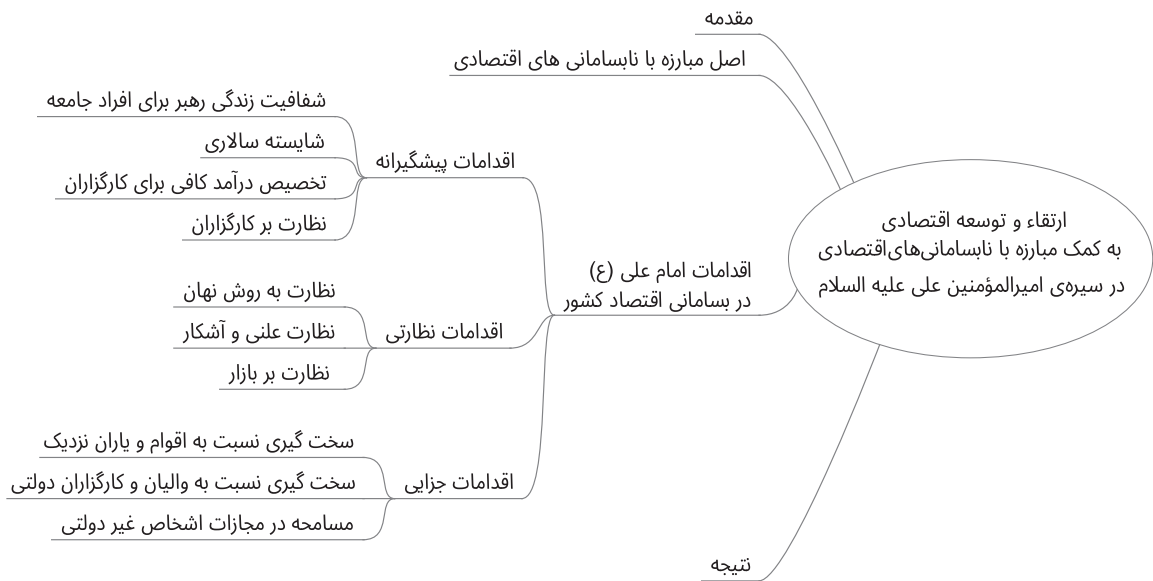 ارتقاء و توسعه اقتصادی
به کمک مبارزه با نابسامانی‌های‌اقتصادی
در سیره‌ی امیرالمؤمنین علی علیه السلام
مقدمه
اصل مبارزه با نابسامانی های اقتصادی
اقدامات امام علی (ع)
در بسامانی اقتصاد کشور
اقدامات پیشگیرانه
شفافیت زندگی رهبر برای افراد جامعه
شایسته سالاری
تخصیص درآمد کافی برای کارگزاران
نظارت بر کارگزاران
اقدامات نظارتی
نظارت به روش نهان
نظارت علنی و آشکار
نظارت بر بازار
اقدامات جزایی
سخت گیری نسبت به اقوام و یاران نزدیک
سخت گیری نسبت به والیان و کارگزاران دولتی
مسامحه در مجازات اشخاص غیر دولتی
نتیجه